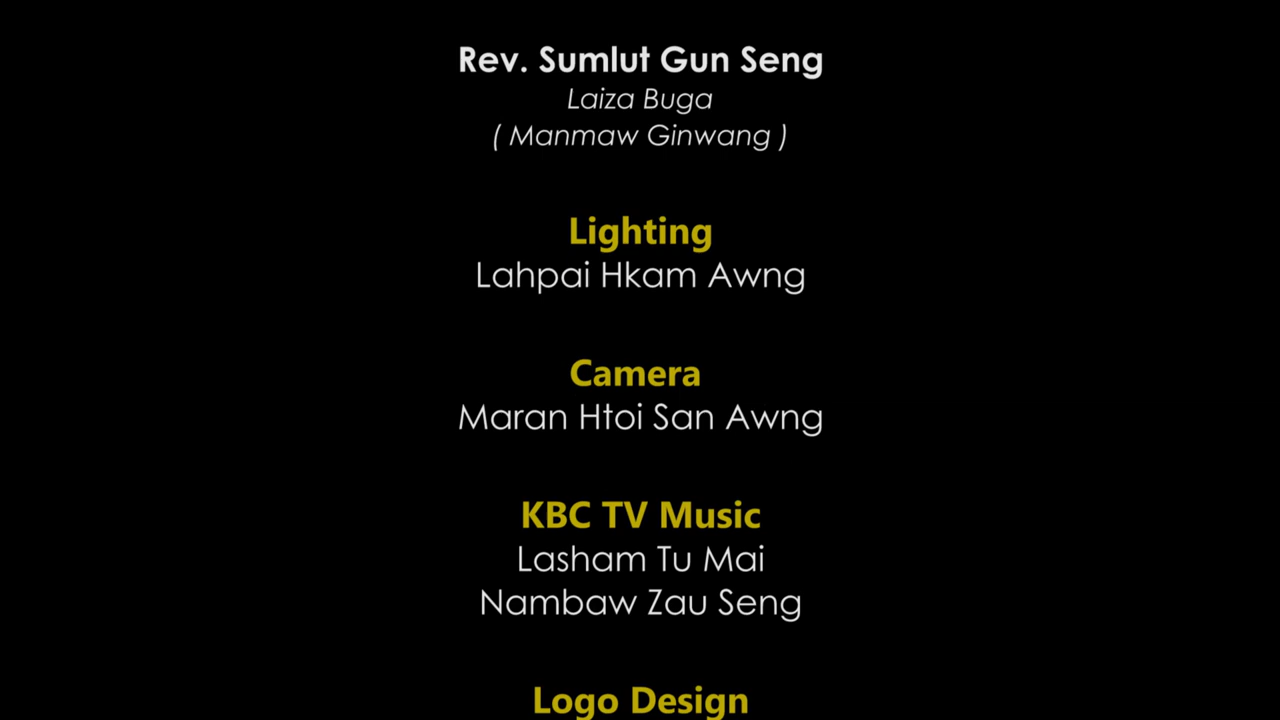 Rev. Sumlut Gun Seng
Laiza Buga
( Manmaw Ginwang )
Lighting
Lahpai Hkam Awng
Camera
Maran Htoi San Awng
KBC TV Music
Lasham Tu Mai
Nambaw Zau Seng
Logo Design